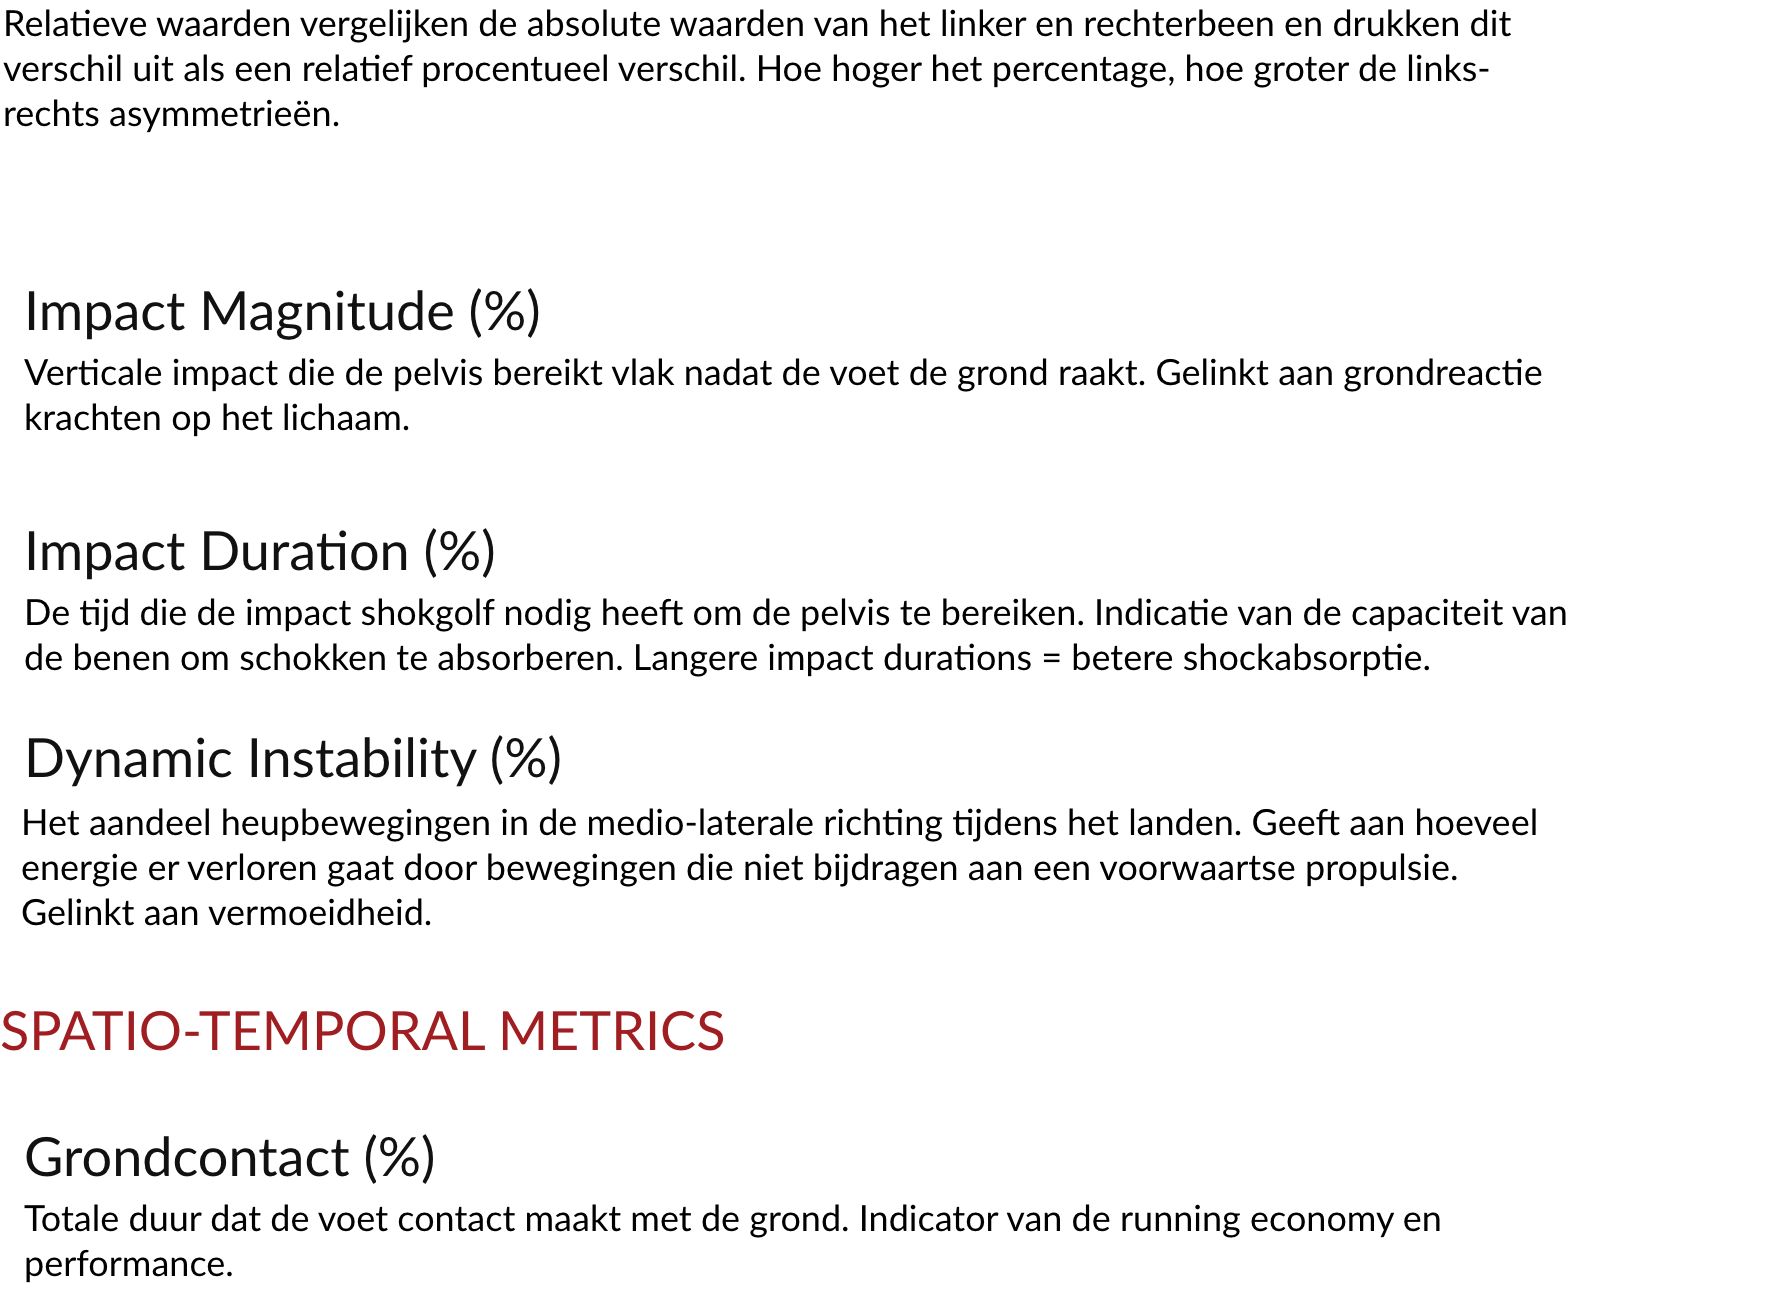 Relatieve waarden vergelijken de absolute waarden van het linker en rechterbeen en drukken dit
verschil uit als een relatief procentueel verschil. Hoe hoger het percentage, hoe groter de links-
rechts asymmetrieën.
Impact Magnitude (%)
Verticale impact die de pelvis bereikt vlak nadat de voet de grond raakt. Gelinkt aan grondreactie
krachten op het lichaam.
Impact Duration (%)
De tijd die de impact shokgolf nodig heeft om de pelvis te bereiken. Indicatie van de capaciteit van
de benen om schokken te absorberen. Langere impact durations = betere shockabsorptie.
Dynamic Instability (%)
Het aandeel heupbewegingen in de medio-laterale richting tijdens het landen. Geeft aan hoeveel
energie er verloren gaat door bewegingen die niet bijdragen aan een voorwaartse propulsie.
Gelinkt aan vermoeidheid.
SPATIO-TEMPORAL METRICS
Grondcontact (%)
Totale duur dat de voet contact maakt met de grond. Indicator van de running economy en
performance.